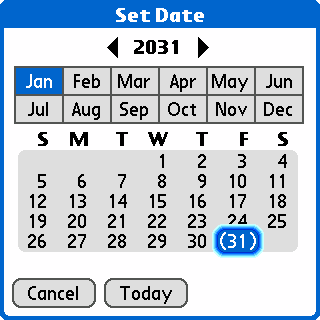 Set Date
2031
Jan Feb Mar Apr May Jun
Jul Aug Sep Oct Nov Dec
S M T W T F S
1 2 3 4
5 6 7 8 9 10 11
12 13 14 15 16 17 18
19 20 21 22 23 24 25
26 27 28 29 30 (31)
Cancel Today